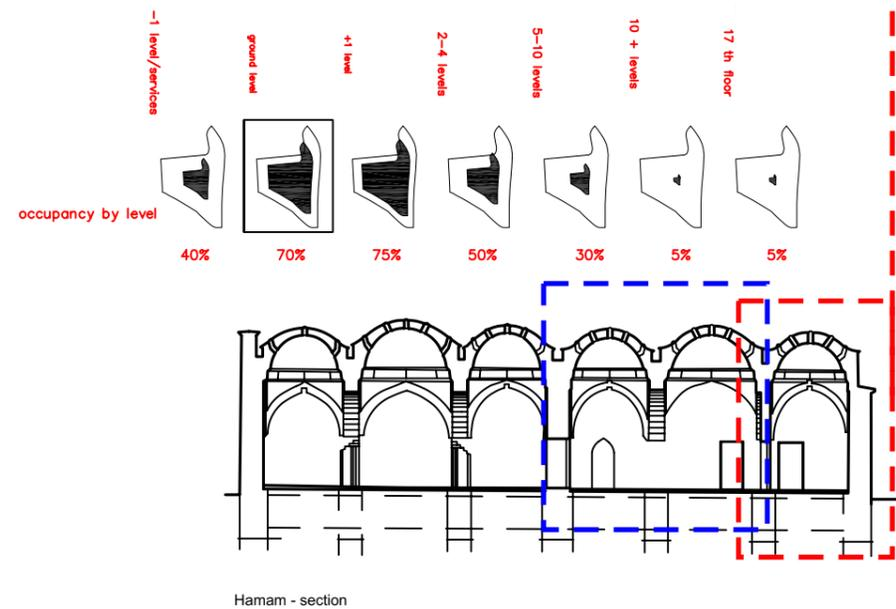 -1 level/services
ground level
+1 level
2-4 levels
5-10 levels
10 + levels
17 th floor
occupancy by level
40%
70%
75%
50%
30%
5%
5%
Hamam - section